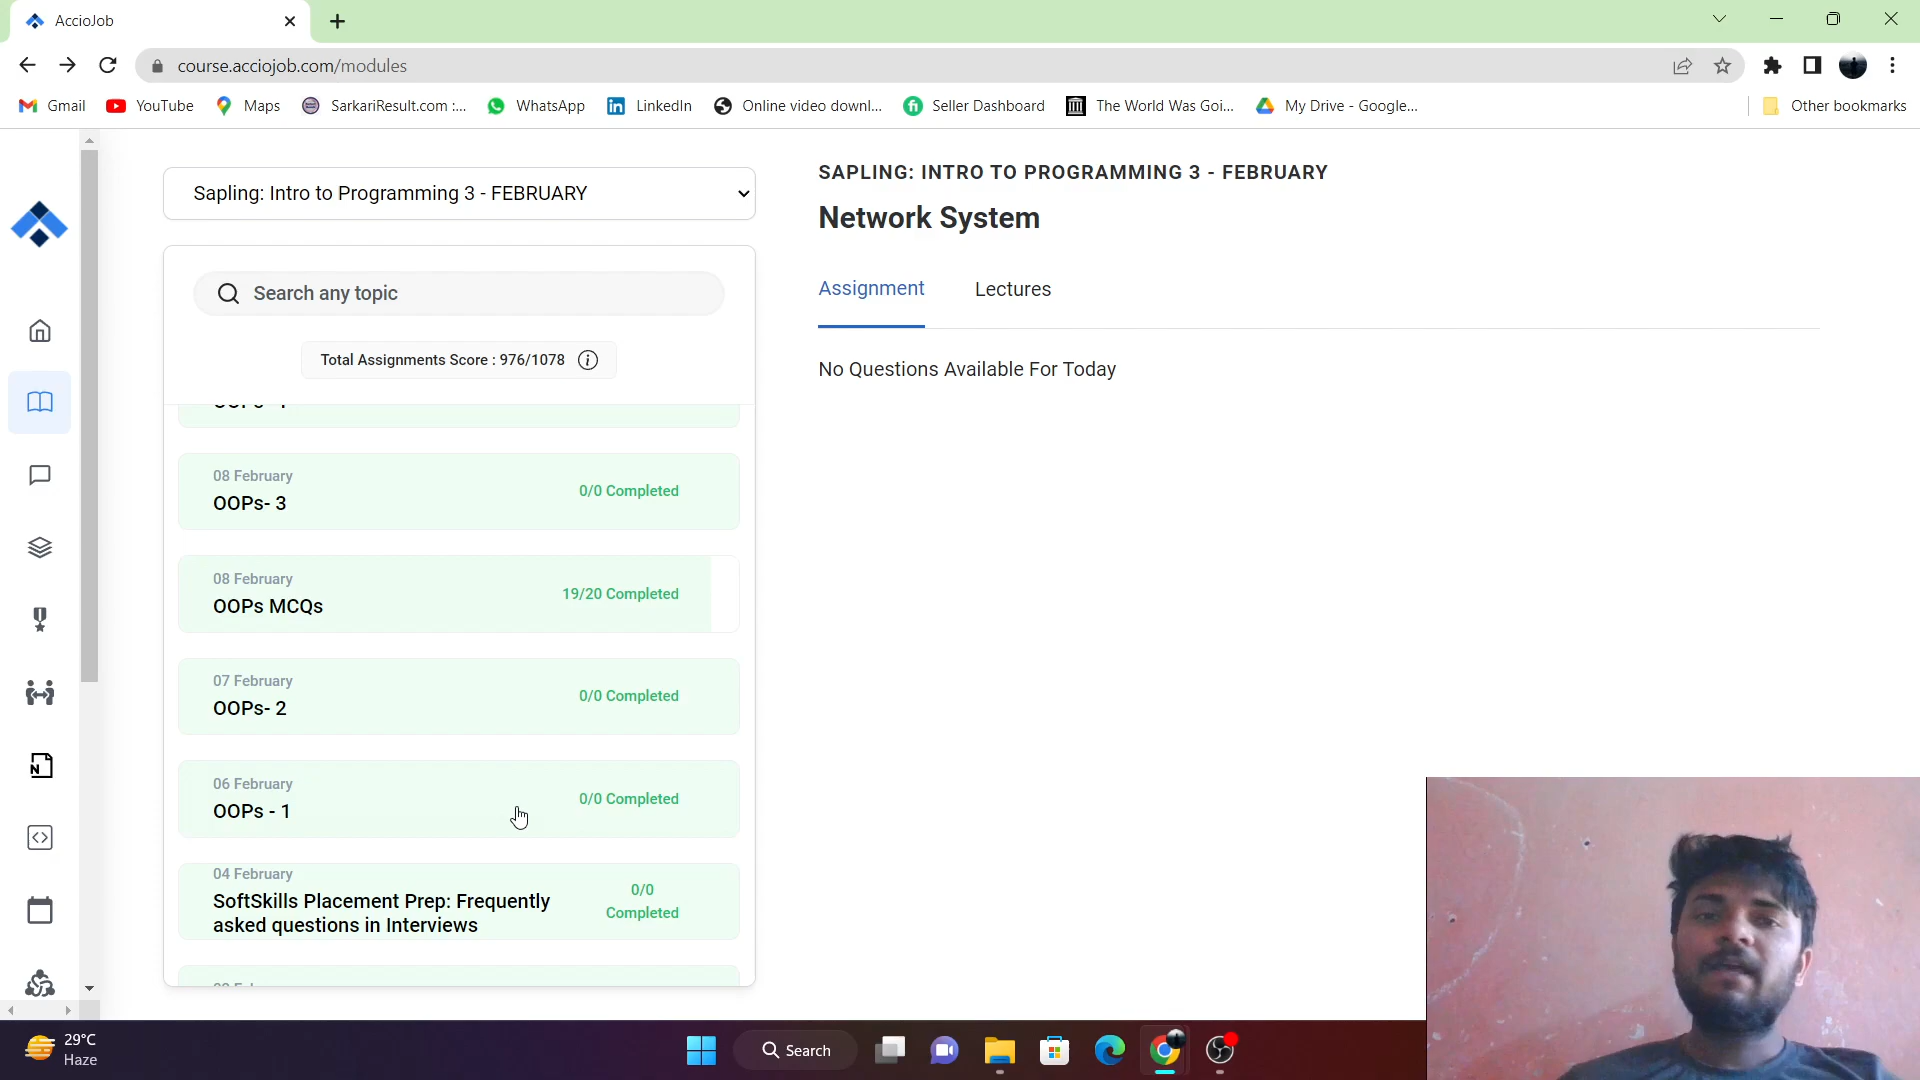 AccioJob
course.acciojob.com/modules
Gmail
YouTube
Maps
SarkariResult.com :...
WhatsApp
LinkedIn
Online video downl...
Seller Dashboard
The World Was Goi...
My Drive - Google...
Other bookmarks
Sapling: Intro to Programming 3 - FEBRUARY
Search any topic
Total Assignments Score : 976/1078
08 February
OOPs- 3
0/0 Completed
08 February
OOPs MCQs
19/20 Completed
07 February
OOPs- 2
0/0 Completed
06 February
OOPs - 1
0/0 Completed
04 February
SoftSkills Placement Prep: Frequently
asked questions in Interviews
0/0
Completed
SAPLING: INTRO TO PROGRAMMING 3 - FEBRUARY
Network System
Assignment
Lectures
No Questions Available For Today
29°C
Haze
Search